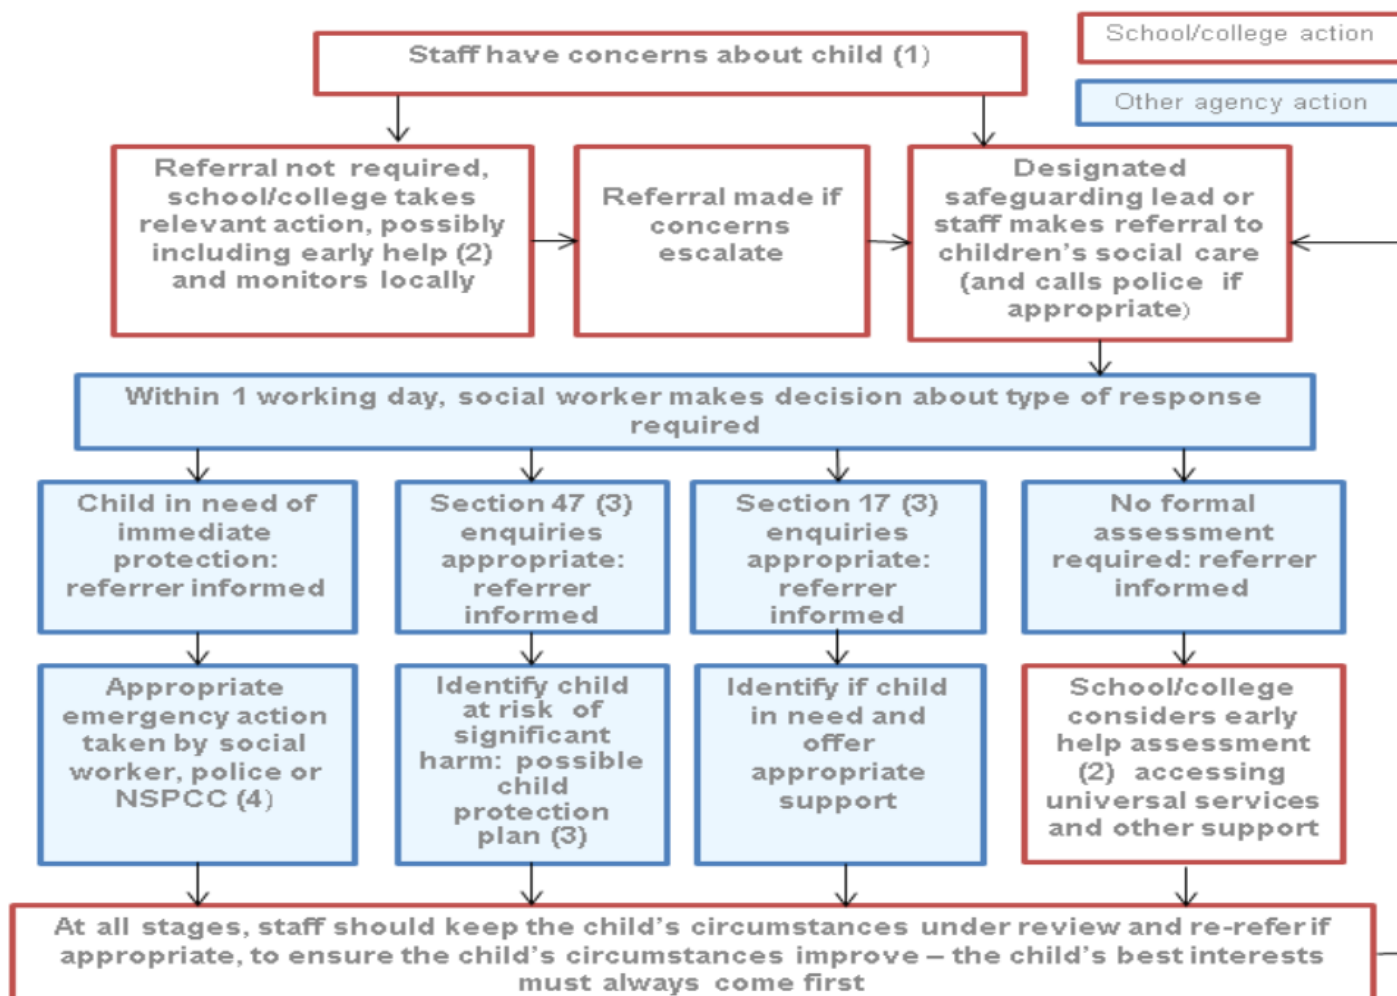 School/college action
Staff have concerns about child (1)
Other agency action
Referral not required,
school/college takes
relevant action, possibly
including early help (2)
and monitors locally
Referral made if
concerns
escalate
Designated
safeguarding lead or
staff makes referral to
children’s social care
(and calls police if
appropriate)
Within 1 working day, social worker makes decision about type of response
required
Child in need of
immediate
protection:
referrer informed
Section 47 (3)
enquiries
appropriate:
referrer
informed
Section 17 (3)
enquiries
appropriate:
referrer
informed
No formal
assessment
required: referrer
informed
Appropriate
emergency action
taken by social
worker, police or
NSPCC (4)
Identify child
at risk of
significant
harm: possible
child
protection
plan (3)
Identify if child
in need and
offer
appropriate
support
School/college
considers early
help assessment
(2) accessing
universal services
and other support
At all stages, staff should keep the child’s circumstances under review and re-refer if
appropriate, to ensure the child’s circumstances improve – the child’s best interests
must always come first